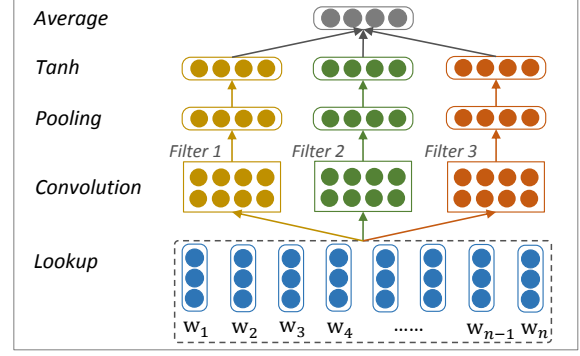 Average
Tanh
Pooling
Filter 1 Filter 2 Filter 3
Convolution
Lookup
w₁ w₂ w₃ w₄ ...... wₙ₋₁ wₙ